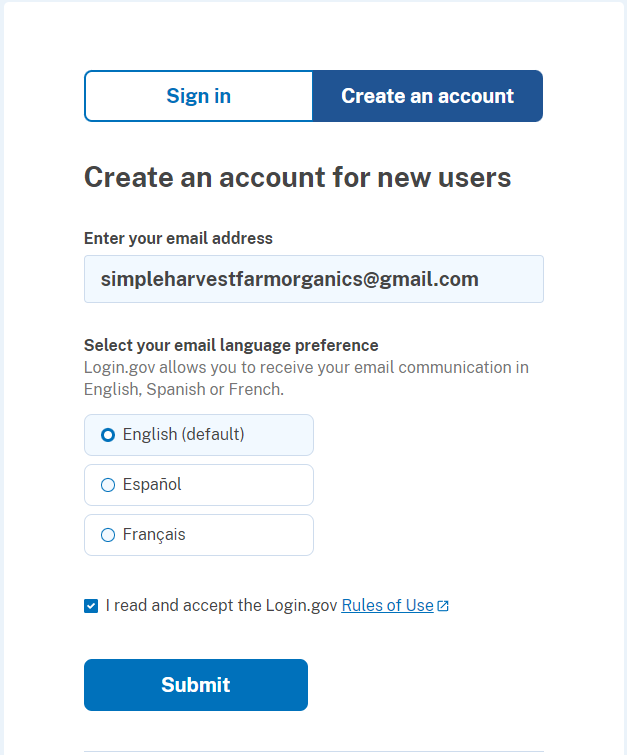 Sign in
Create an account
Create an account for new users
Enter your email address
simpleharvestfarmorganics@gmail.com
Select your email language preference
Login.gov allows you to receive your email communication in
English, Spanish or French.
English (default)
Español
Français
I read and accept the Login.gov Rules of Use
Submit